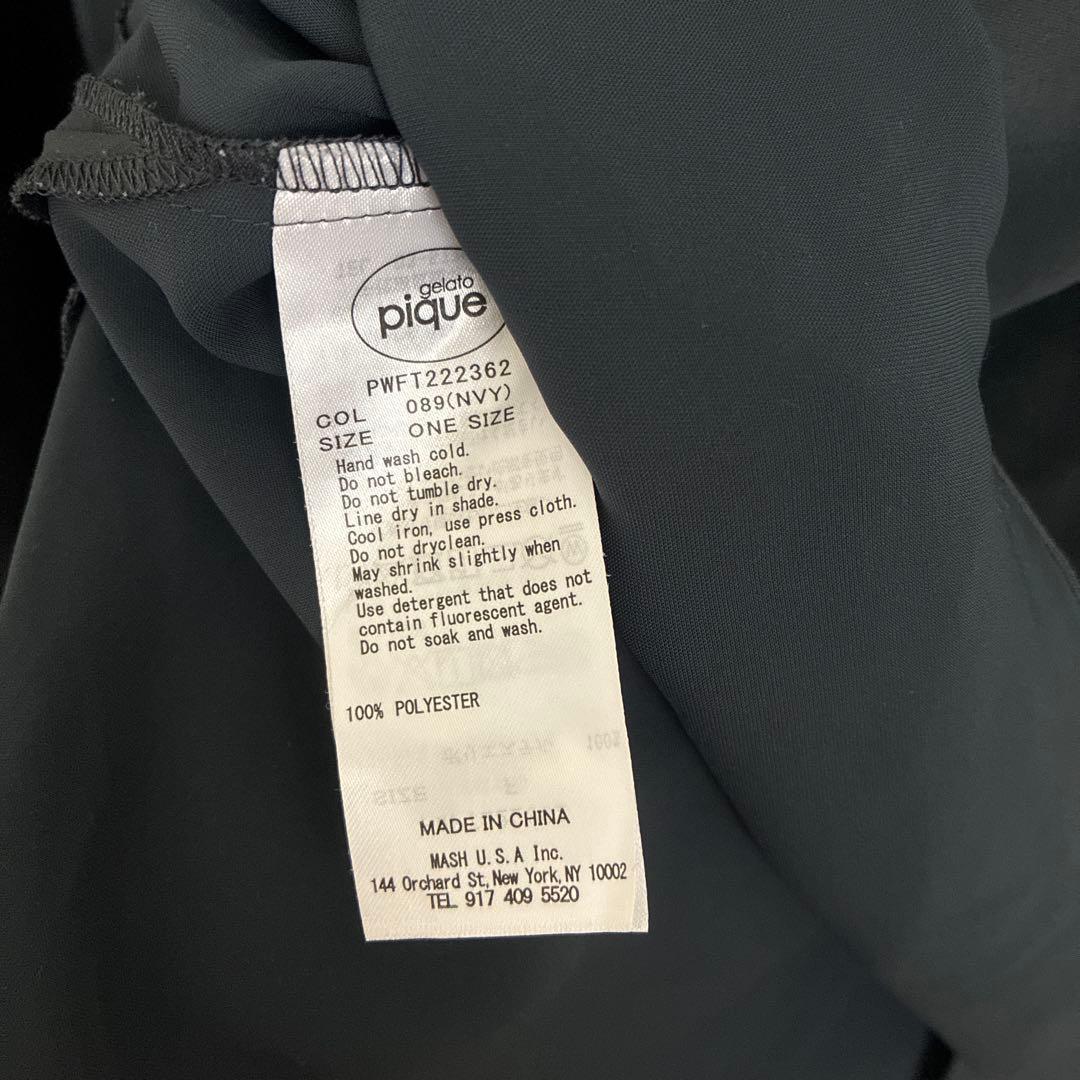 gelato
pique
PWFT222362
COL 089(NVY)
SIZE ONE SIZE
Hand wash cold.
Do not bleach.
Do not tumble dry.
Line dry in shade.
Cool iron, use press cloth.
Do not dryclean.
May shrink slightly when
washed.
Use detergent that does not
contain fluorescent agent.
Do not soak and wash.
100% POLYESTER
MADE IN CHINA
MASH U.S.A Inc.
144 Orchard St, New York, NY 10002
TEL 917 409 5520